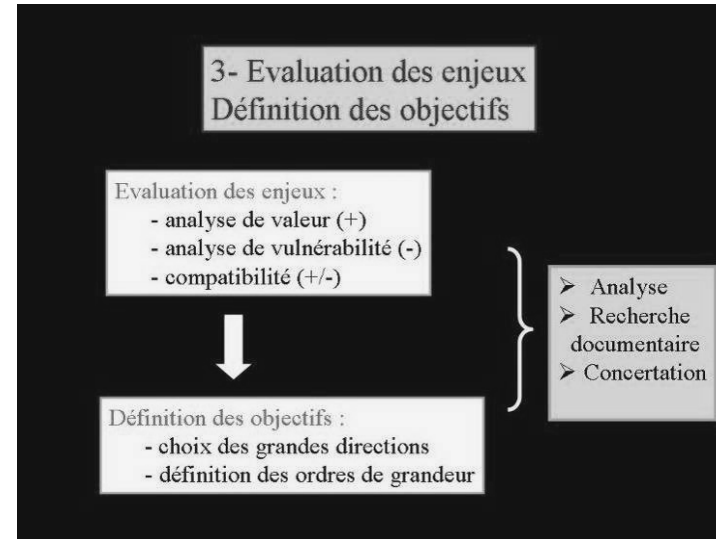 3- Evaluation des enjeux
Définition des objectifs
Evaluation des enjeux :
- analyse de valeur (+)
- analyse de vulnérabilité (-)
- compatibilité (+/-)
Définition des objectifs :
- choix des grandes directions
- définition des ordres de grandeur
➢ Analyse
➢ Recherche
documentaire
➢ Concertation